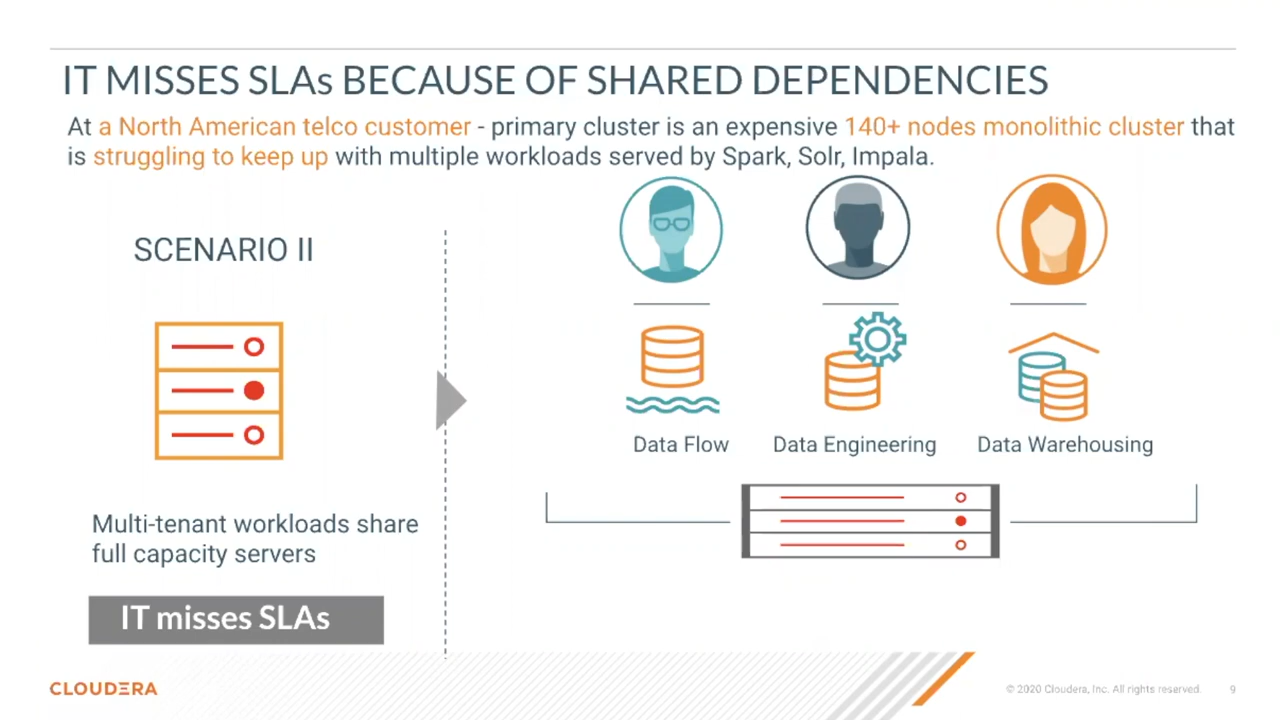 IT MISSES SLAs BECAUSE OF SHARED DEPENDENCIES
At a North American telco customer - primary cluster is an expensive 140+ nodes monolithic cluster that
is struggling to keep up with multiple workloads served by Spark, Solr, Impala.
SCENARIO II
Data Flow
Data Engineering
Data Warehousing
Multi-tenant workloads share
full capacity servers
IT misses SLAs
CLOUDERA
© 2020 Cloudera, Inc. All rights reserved. 9